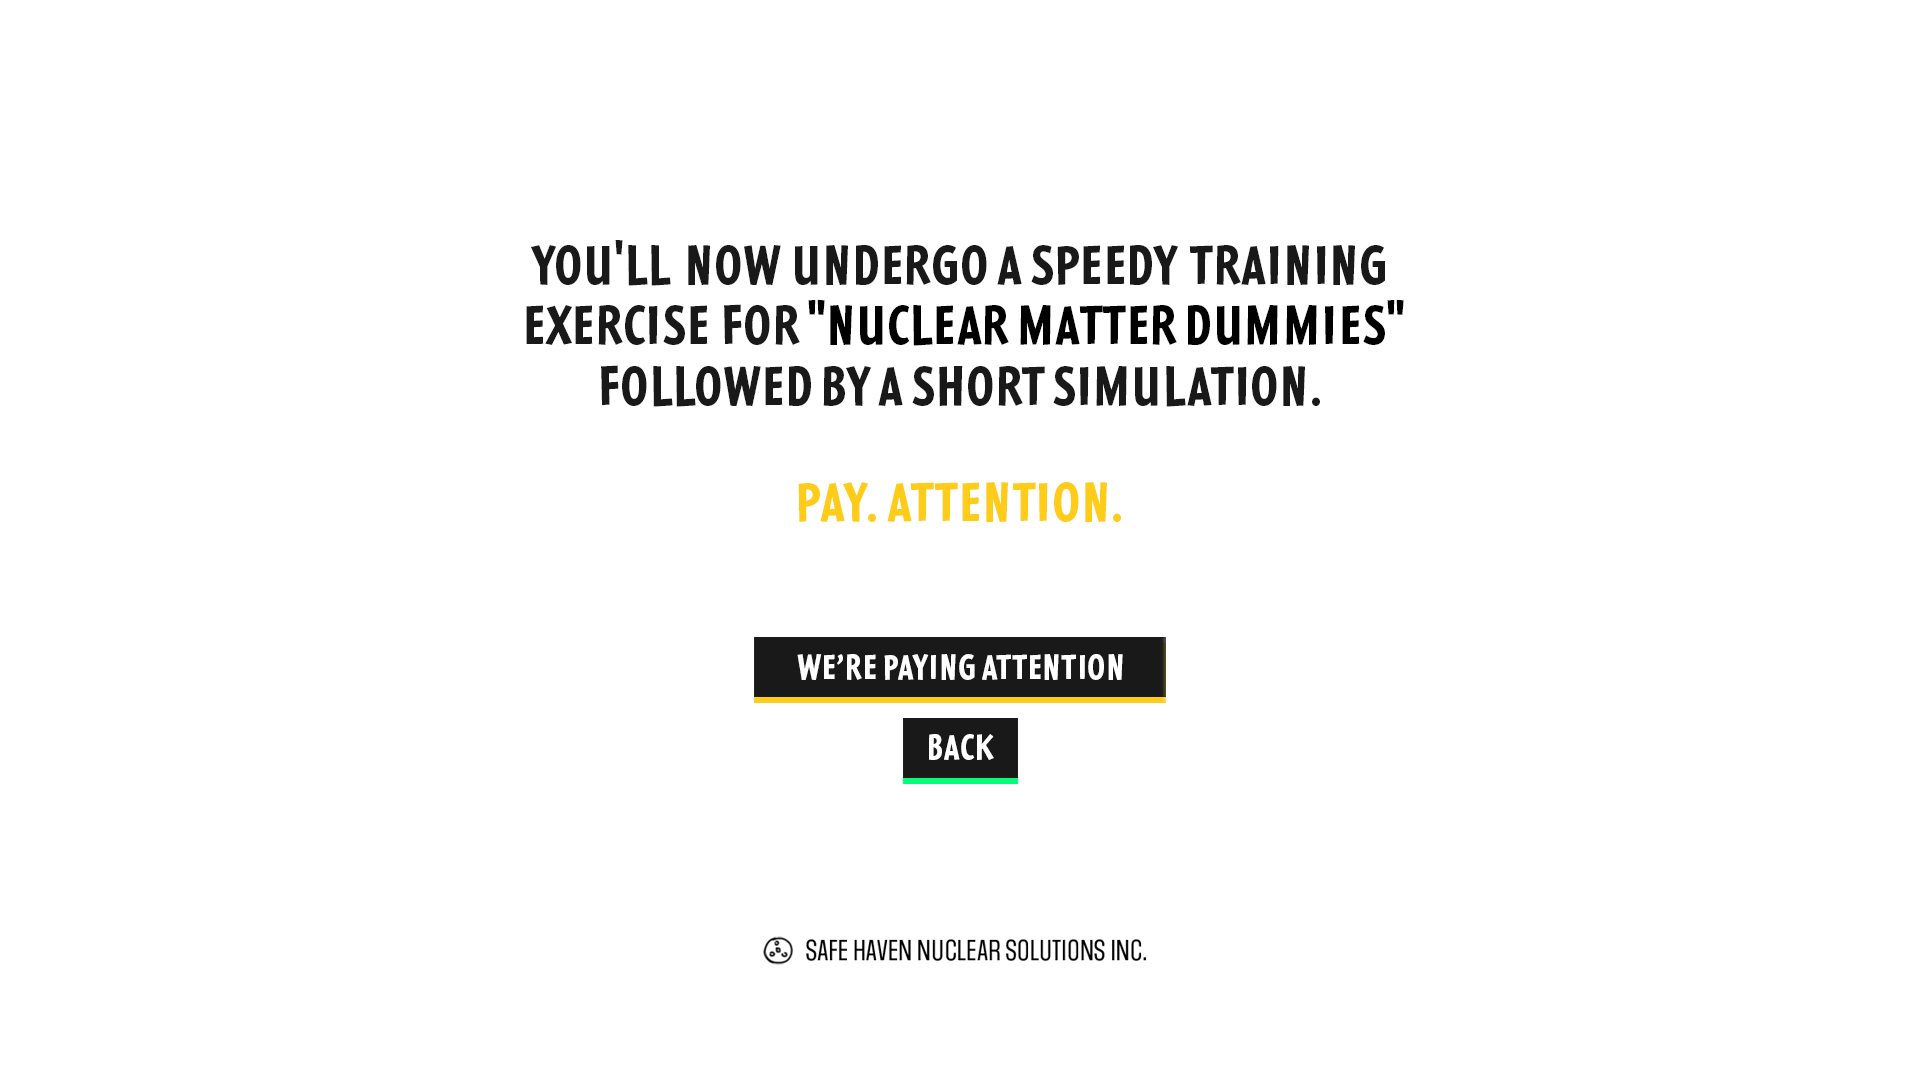 YOU'LL NOW UNDERGO A SPEEDY TRAINING
EXERCISE FOR "NUCLEAR MATTER DUMMIES"
FOLLOWED BY A SHORT SIMULATION.
PAY. ATTENTION.
WE’RE PAYING ATTENTION
BACK
SAFE HAVEN NUCLEAR SOLUTIONS INC.